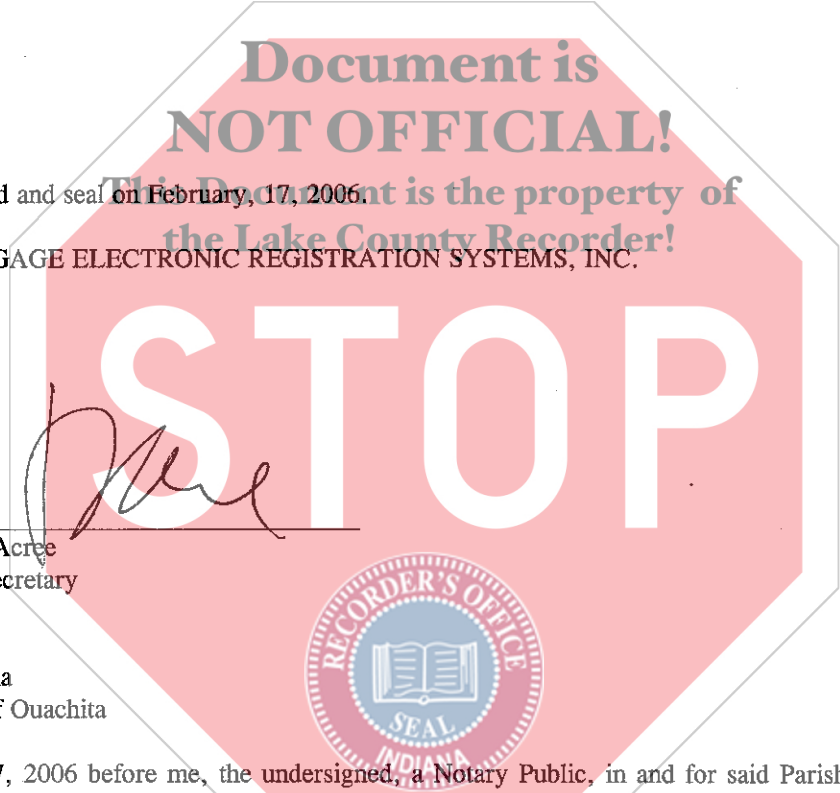 Document is
NOT OFFICIAL!
This Document is the property of
the Lake County Recorder!
d and seal on February, 17, 2006.
GAGE ELECTRONIC REGISTRATION SYSTEMS, INC.
STOP
Acree
ecretary
RECORDER'S OFFICE
SEAL
INDIANA
a
f Ouachita
7, 2006 before me, the undersigned, a Notary Public, in and for said Parish